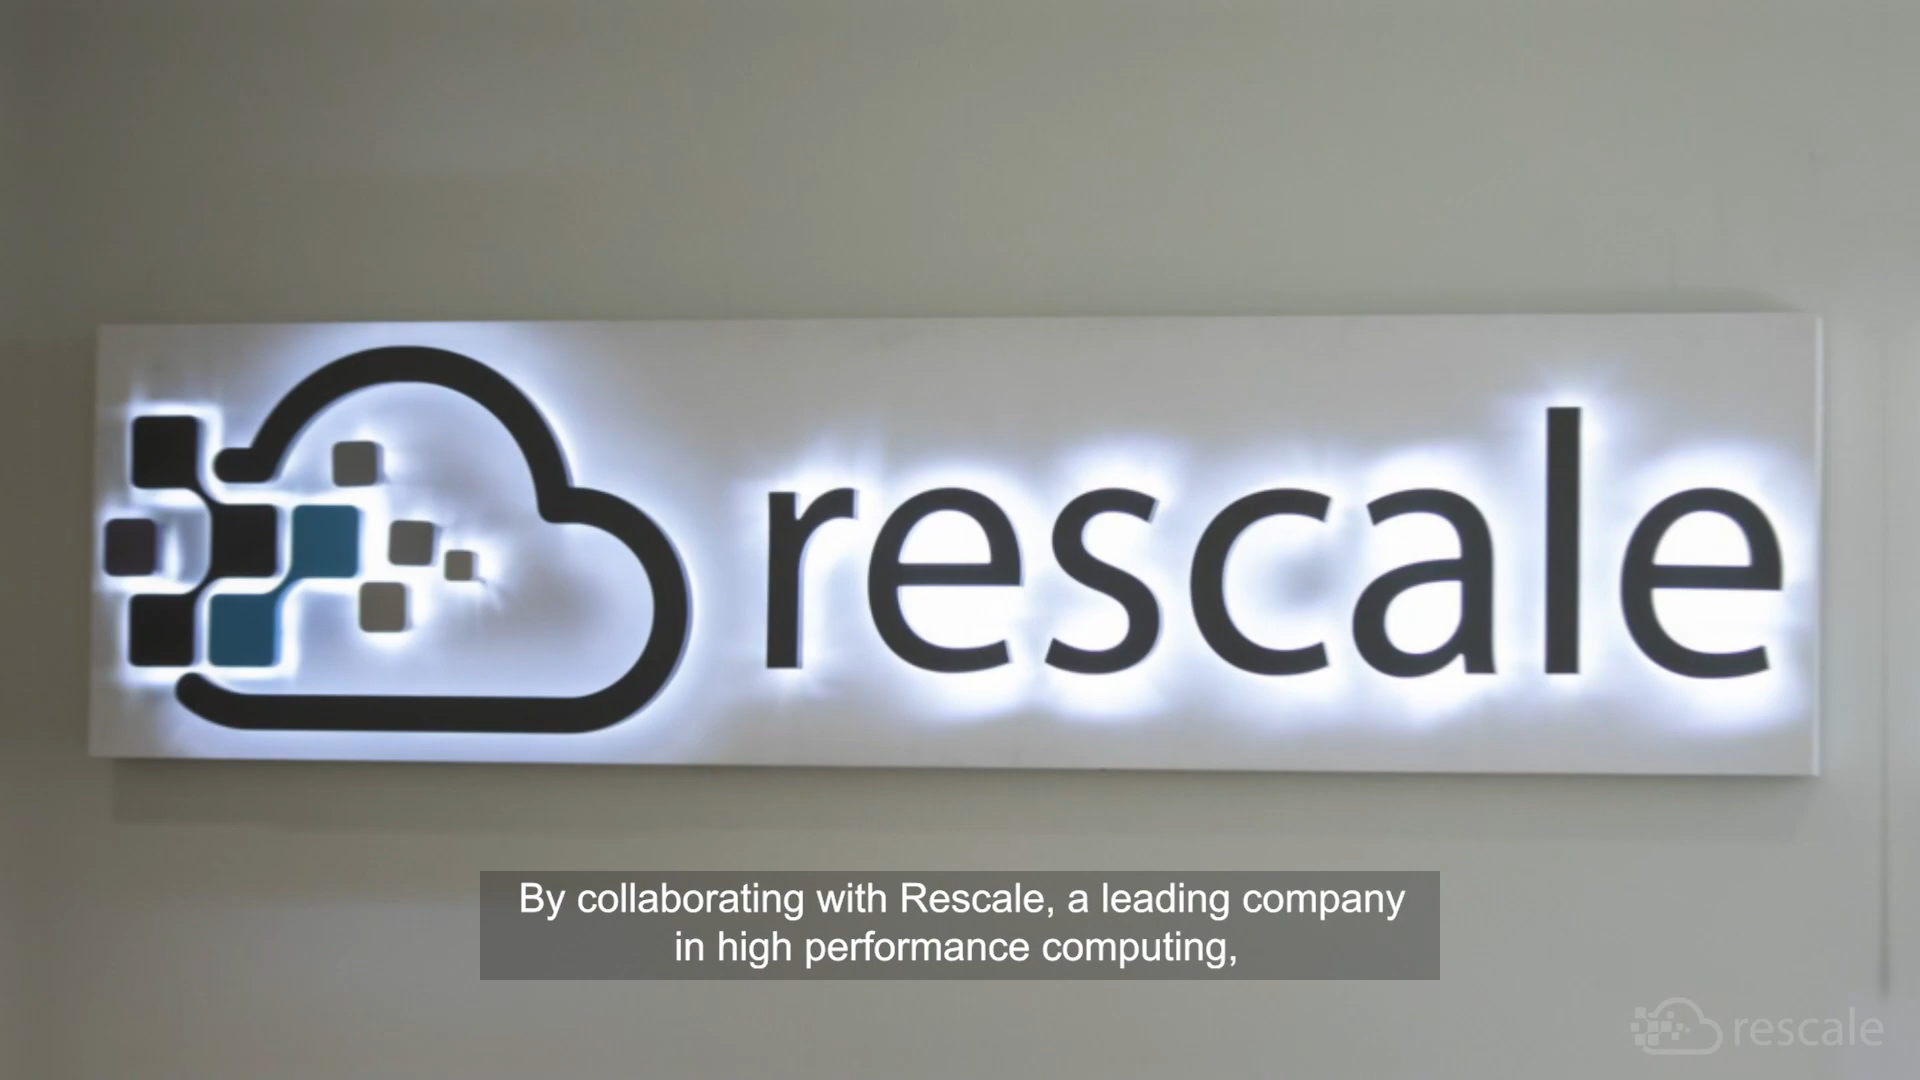 rescale
By collaborating with Rescale, a leading company
in high performance computing,
rescale